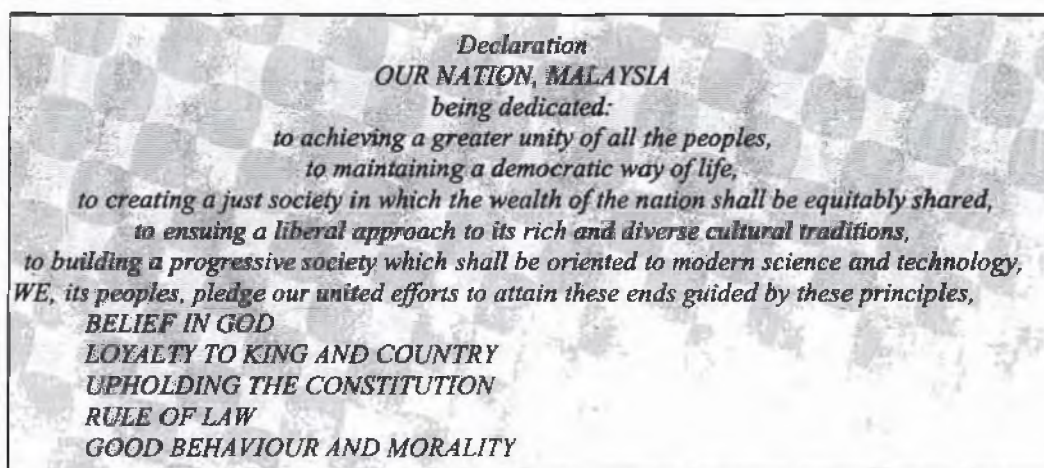 Declaration
OUR NATION, MALAYSIA
being dedicated:
to achieving a greater unity of all the peoples,
to maintaining a democratic way of life,
to creating a just society in which the wealth of the nation shall be equitably shared,
to ensuing a liberal approach to its rich and diverse cultural traditions,
to building a progressive society which shall be oriented to modern science and technology,
WE, its peoples, pledge our united efforts to attain these ends guided by these principles,
BELIEF IN GOD
LOYALTY TO KING AND COUNTRY
UPHOLDING THE CONSTITUTION
RULE OF LAW
GOOD BEHAVIOUR AND MORALITY